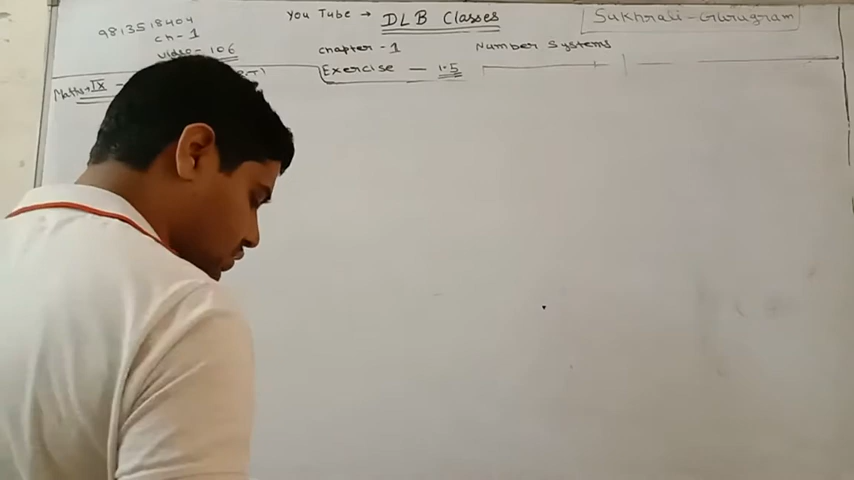 9813518404
You Tube → DLB Classes
Sukhrali - Gurugram
ch - 1
video - 106
chapter - 1
Number Systems
Maths → IX -
Exercise - 1.5